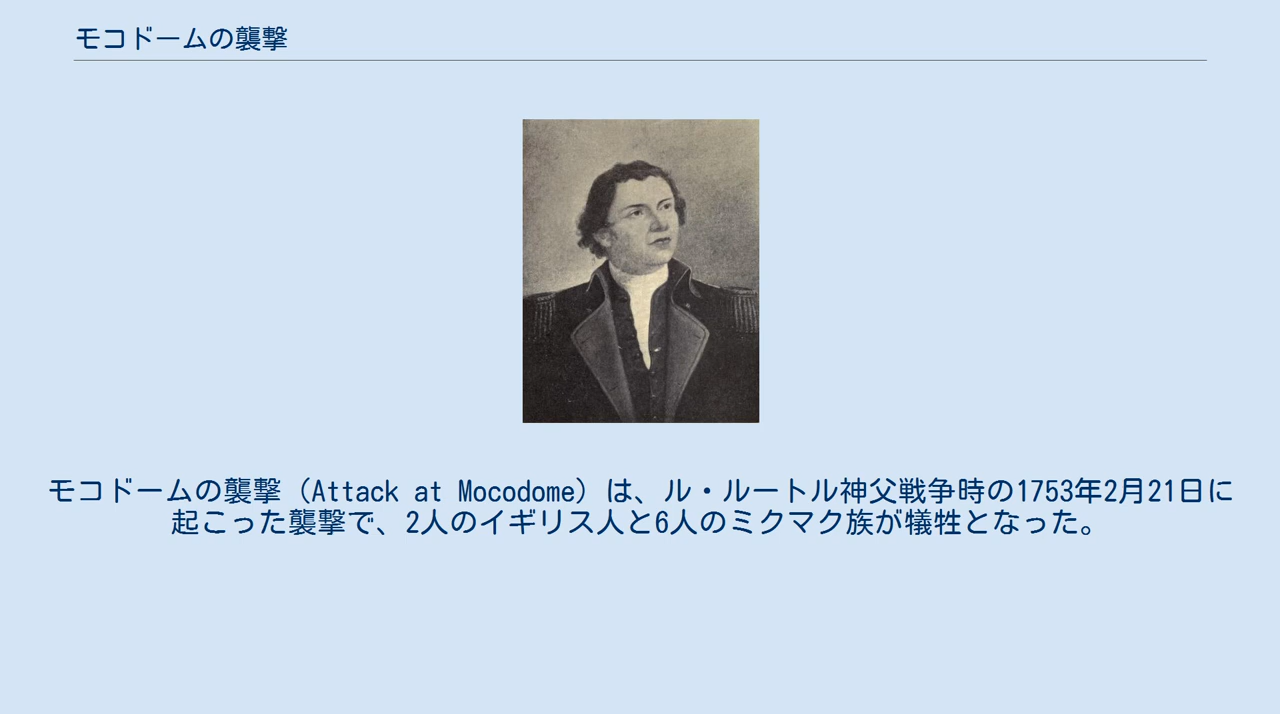 モコドームの襲撃
モコドームの襲撃（Attack at Mocodome）は、ル・ルートル神父戦争時の1753年2月21日に
起こった襲撃で、2人のイギリス人と6人のミクマク族が犠牲となった。